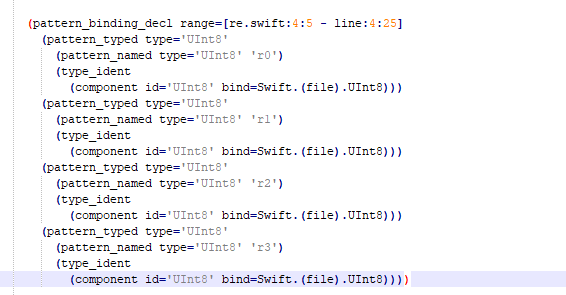 (pattern_binding_decl range=[re.swift:4:5 - line:4:25]
(pattern_typed type='UInt8'
(pattern_named type='UInt8' 'r0')
(type_ident
(component id='UInt8' bind=Swift.(file).UInt8)))
(pattern_typed type='UInt8'
(pattern_named type='UInt8' 'r1')
(type_ident
(component id='UInt8' bind=Swift.(file).UInt8)))
(pattern_typed type='UInt8'
(pattern_named type='UInt8' 'r2')
(type_ident
(component id='UInt8' bind=Swift.(file).UInt8)))
(pattern_typed type='UInt8'
(pattern_named type='UInt8' 'r3')
(type_ident
(component id='UInt8' bind=Swift.(file).UInt8))))